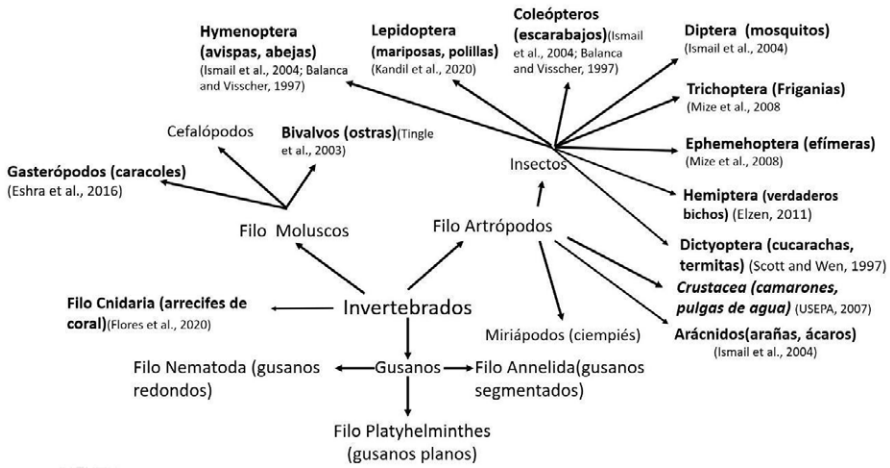 Hymenoptera
(avispas, abejas)
(Ismail et al., 2004; Balanca
and Visscher, 1997)
Lepidoptera
(mariposas, polillas)
(Kandil et al., 2020)
Coleópteros
(escarabajos)(Ismail
et al., 2004; Balanca
and Visscher, 1997)
Diptera (mosquitos)
(Ismail et al., 2004)
Trichoptera (Friganias)
(Mize et al., 2008
Ephemehoptera (efímeras)
(Mize et al., 2008)
Hemiptera (verdaderos
bichos) (Elzen, 2011)
Dictyoptera (cucarachas,
termitas) (Scott and Wen, 1997)
Crustacea (camarones,
pulgas de agua) (USEPA, 2007)
Arácnidos(arañas, ácaros)
(Ismail et al., 2004)
Cefalópodos
Bivalvos (ostras)(Tingle
et al., 2003)
Gasterópodos (caracoles)
(Eshra et al., 2016)
Insectos
Filo Moluscos
Filo Artrópodos
Filo Cnidaria (arrecifes de
coral)(Flores et al., 2020)
Invertebrados
Miriápodos (ciempiés)
Filo Nematoda (gusanos
redondos)
Gusanos
Filo Annelida(gusanos
segmentados)
Filo Platyhelminthes
(gusanos planos)